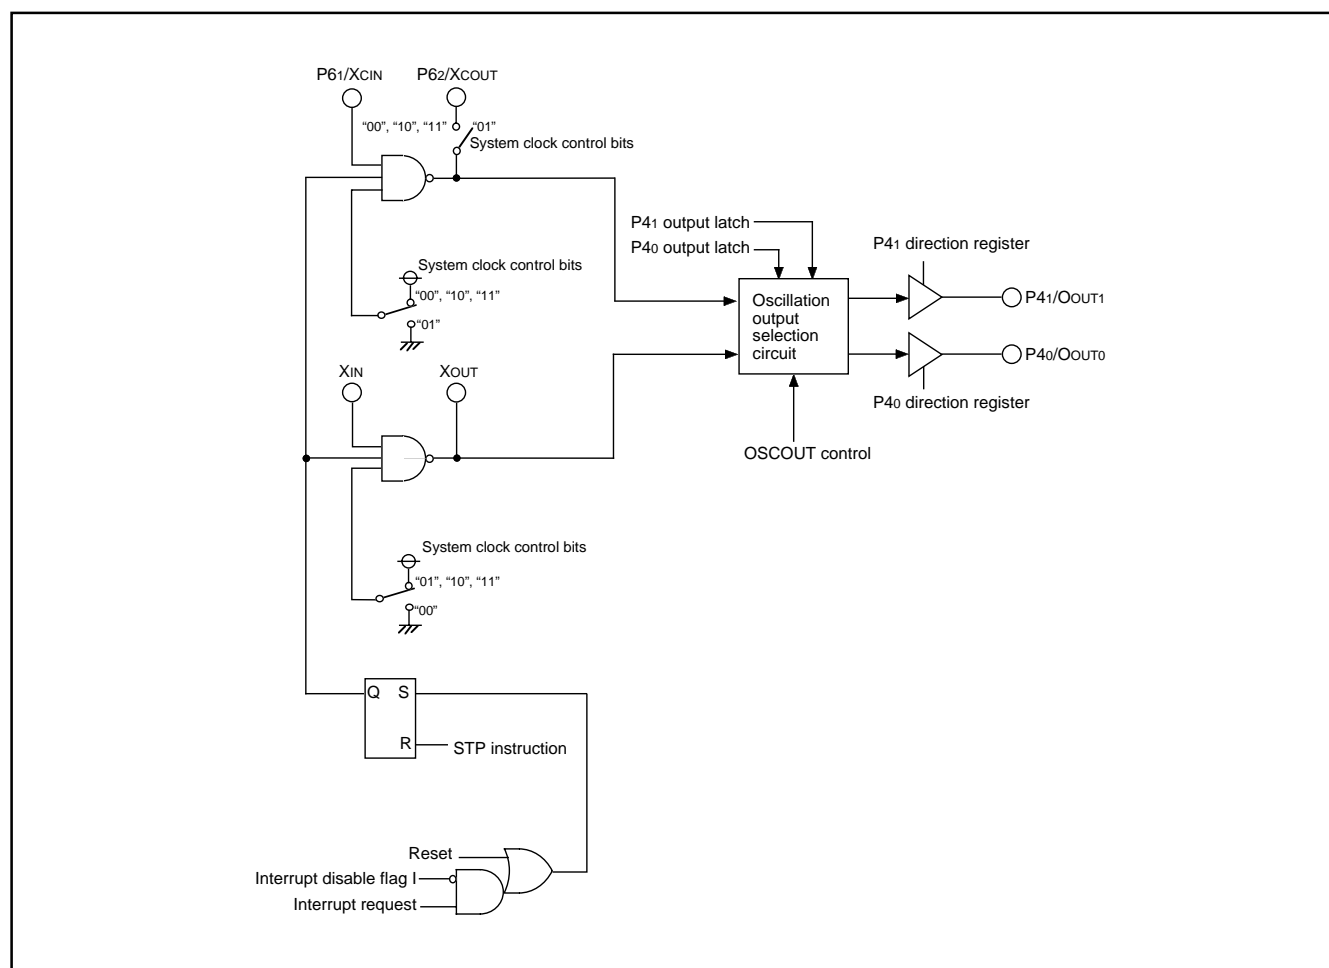 P61/XCIN
P62/XCOUT
“00”, “10”, “11”
“01”
System clock control bits
System clock control bits
“00”, “10”, “11”
“01”
P41 output latch
P40 output latch
P41 direction register
Oscillation
output
selection
circuit
P41/OOUT1
P40/OOUT0
P40 direction register
OSCOUT control
XIN
XOUT
System clock control bits
“01”, “10”, “11”
“00”
Q
S
R
STP instruction
Reset
Interrupt disable flag I
Interrupt request